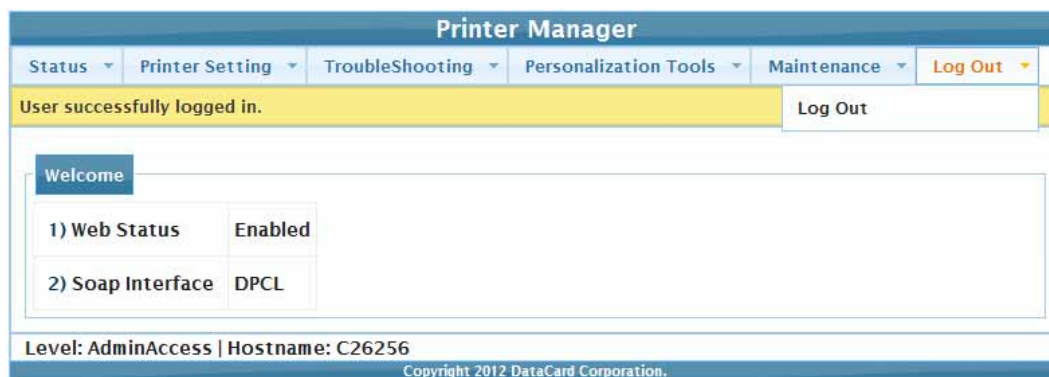 Printer Manager
Status Printer Setting TroubleShooting Personalization Tools Maintenance Log Out
User successfully logged in.
Log Out
Welcome
1) Web Status Enabled
2) Soap Interface DPCL
Level: AdminAccess | Hostname: C26256
Copyright 2012 DataCard Corporation.